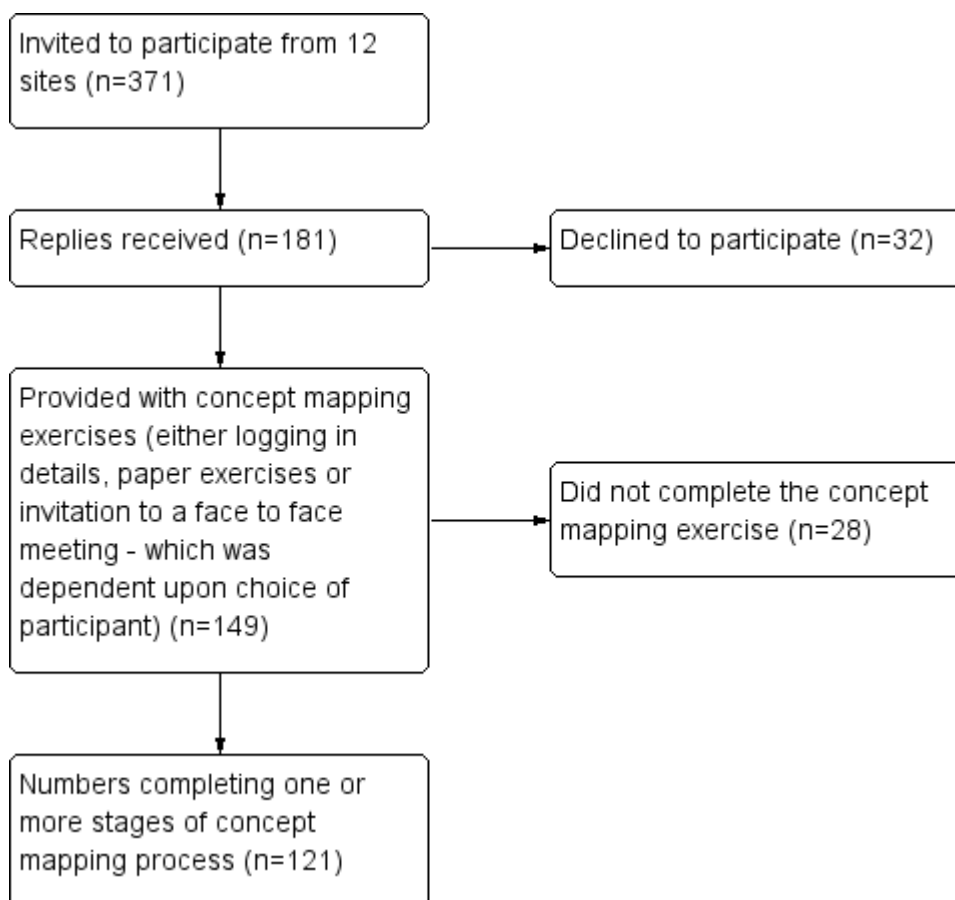 Invited to participate from 12
sites (n=371)
Replies received (n=181)
Declined to participate (n=32)
Provided with concept mapping
exercises (either logging in
details, paper exercises or
invitation to a face to face
meeting - which was
dependent upon choice of
participant) (n=149)
Did not complete the concept
mapping exercise (n=28)
Numbers completing one or
more stages of concept
mapping process (n=121)